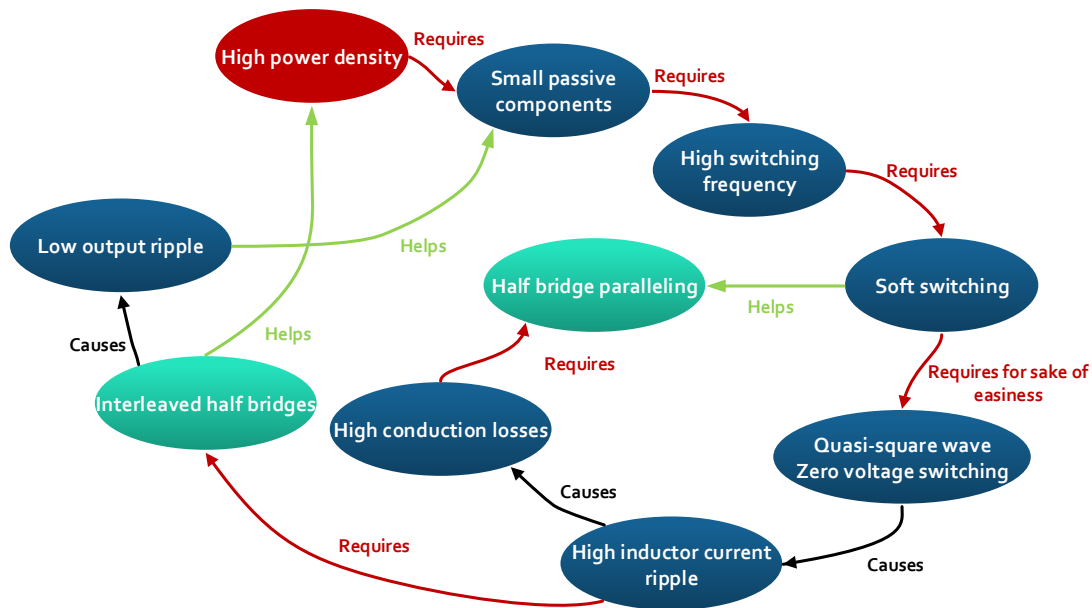 High power density
Requires
Small passive
components
Requires
High switching
frequency
Requires
Low output ripple
Helps
Half bridge paralleling
Soft switching
Helps
Helps
Causes
Requires
Requires for sake of
easiness
Interleaved half bridges
High conduction losses
Quasi-square wave
Zero voltage switching
Causes
Requires
High inductor current
ripple
Causes